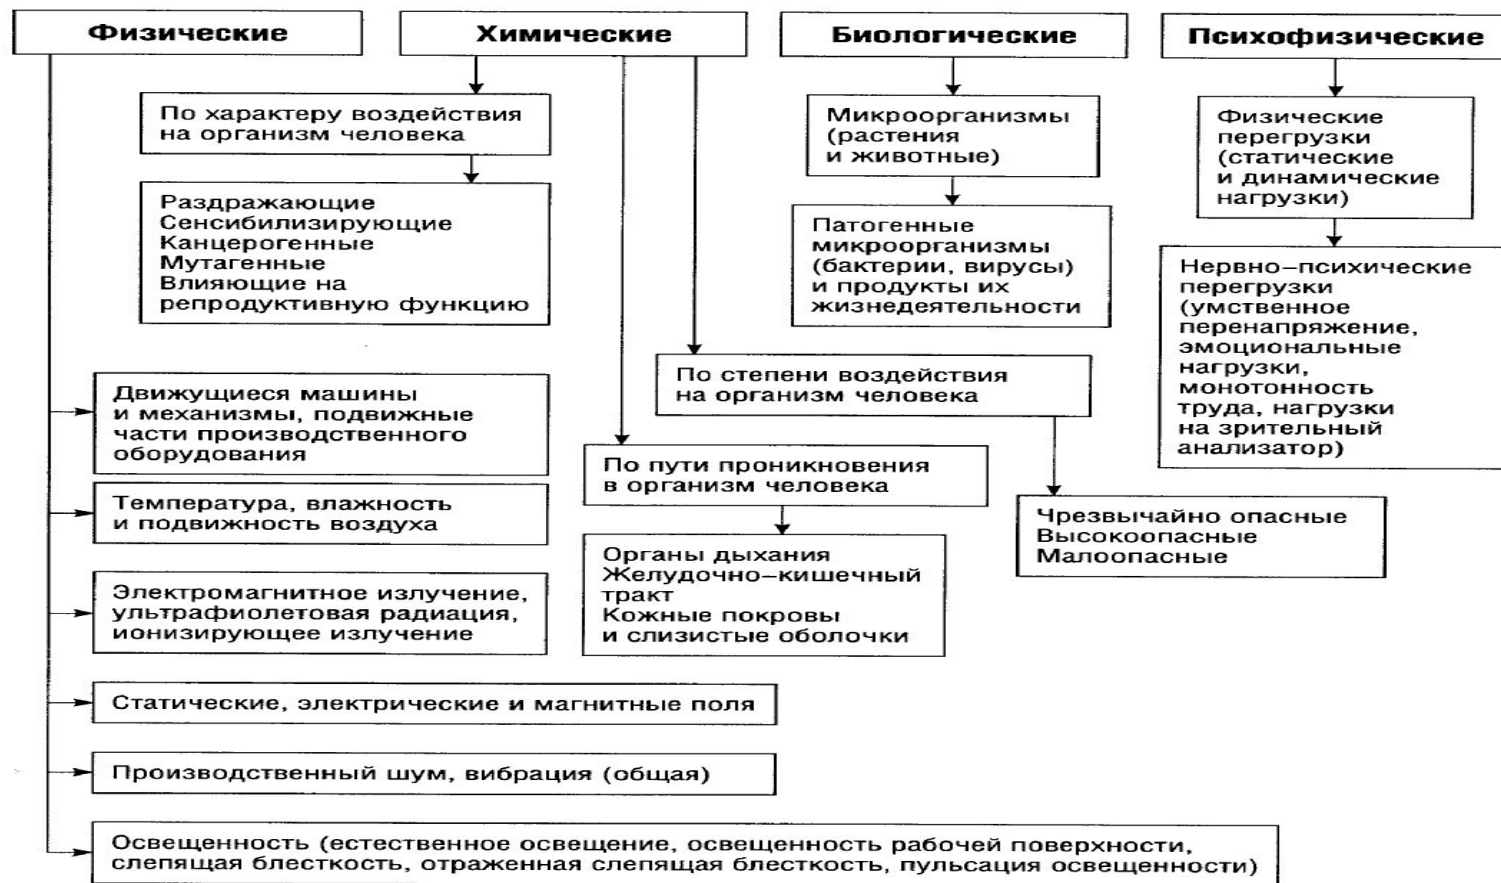 Физические
Химические
Биологические
Психофизические
По характеру воздействия
на организм человека
Раздражающие
Сенсибилизирующие
Канцерогенные
Мутагенные
Влияющие на
репродуктивную функцию
Микроорганизмы
(растения
и животные)
Патогенные
микроорганизмы
(бактерии, вирусы)
и продукты их
жизнедеятельности
Физические
перегрузки
(статические
и динамические
нагрузки)
Нервно–психические
перегрузки
(умственное
перенапряжение,
эмоциональные
нагрузки,
монотонность
труда, нагрузки
на зрительный
анализатор)
По степени воздействия
на организм человека
Чрезвычайно опасные
Высокоопасные
Малоопасные
По пути проникновения
в организм человека
Органы дыхания
Желудочно–кишечный
тракт
Кожные покровы
и слизистые оболочки
Движущиеся машины
и механизмы, подвижные
части производственного
оборудования
Температура, влажность
и подвижность воздуха
Электромагнитное излучение,
ультрафиолетовая радиация,
ионизирующее излучение
Статические, электрические и магнитные поля
Производственный шум, вибрация (общая)
Освещенность (естественное освещение, освещенность рабочей поверхности,
слепящая блесткость, отраженная слепящая блесткость, пульсация освещенности)